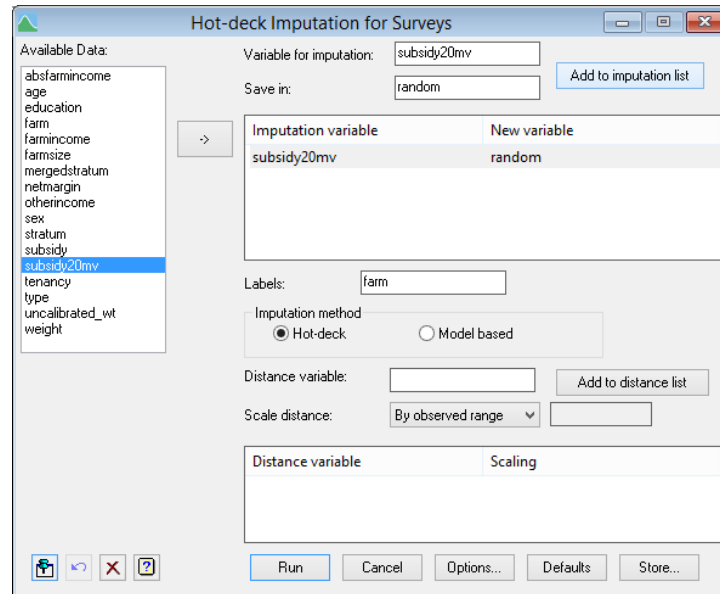 Hot-deck Imputation for Surveys
Available Data:
absfarmincome
age
education
farm
farmincome
farmsize
mergedstratum
netmargin
otherincome
sex
stratum
subsidy
subsidy20mv
tenancy
type
uncalibrated_wt
weight
->
Variable for imputation: subsidy20mv
Save in: random
Add to imputation list
Imputation variable New variable
subsidy20mv random
Labels: farm
Imputation method
Hot-deck Model based
Distance variable: Add to distance list
Scale distance: By observed range
Distance variable Scaling
Run Cancel Options... Defaults Store...